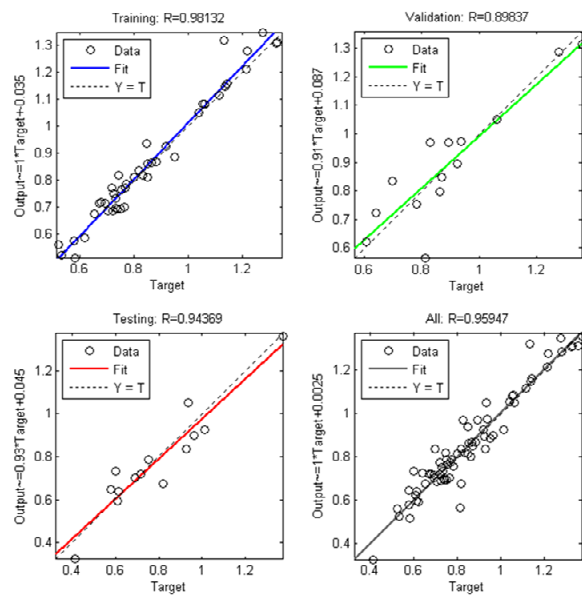 Training: R=0.98132
Output~=1*Target+-0.035
1.3
1.2
1.1
1
0.9
0.8
0.7
0.6
Data
Fit
Y = T
0.6 0.8 1 1.2
Target
Validation: R=0.89837
Output~=0.91*Target+0.087
1.3
1.2
1.1
1
0.9
0.8
0.7
0.6
Data
Fit
Y = T
0.6 0.8 1 1.2
Target
Testing: R=0.94369
Output~=0.93*Target+0.045
1.2
1
0.8
0.6
0.4
Data
Fit
Y = T
0.4 0.6 0.8 1 1.2
Target
All: R=0.95947
Output~=1*Target+0.0025
1.2
1
0.8
0.6
0.4
Data
Fit
Y = T
0.4 0.6 0.8 1 1.2
Target